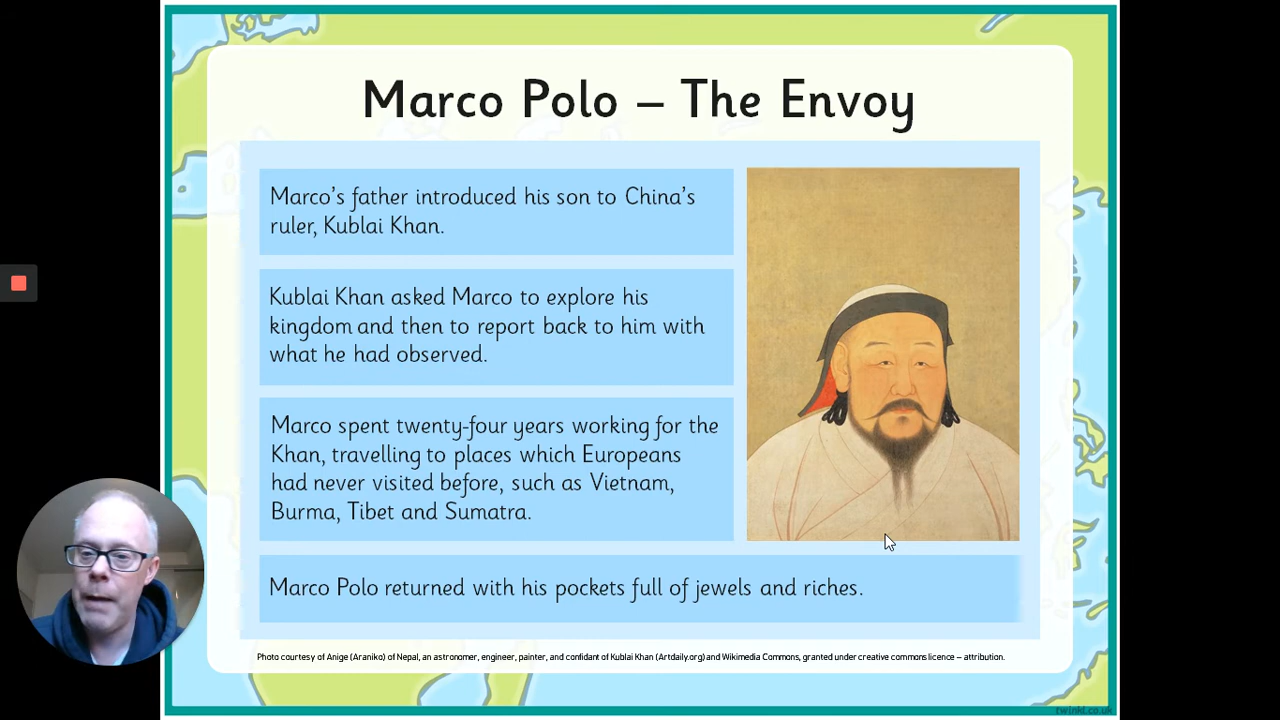 Marco Polo – The Envoy
Marco's father introduced his son to China's
ruler, Kublai Khan.
Kublai Khan asked Marco to explore his
kingdom and then to report back to him with
what he had observed.
Marco spent twenty-four years working for the
Khan, travelling to places which Europeans
had never visited before, such as Vietnam,
Burma, Tibet and Sumatra.
Marco Polo returned with his pockets full of jewels and riches.
Photo courtesy of Anige (Araniko) of Nepal, an astronomer, engineer, painter, and confidant of Kublai Khan (Artdaily.org) and Wikimedia Commons, granted under creative commons licence – attribution.
twinkl.co.uk